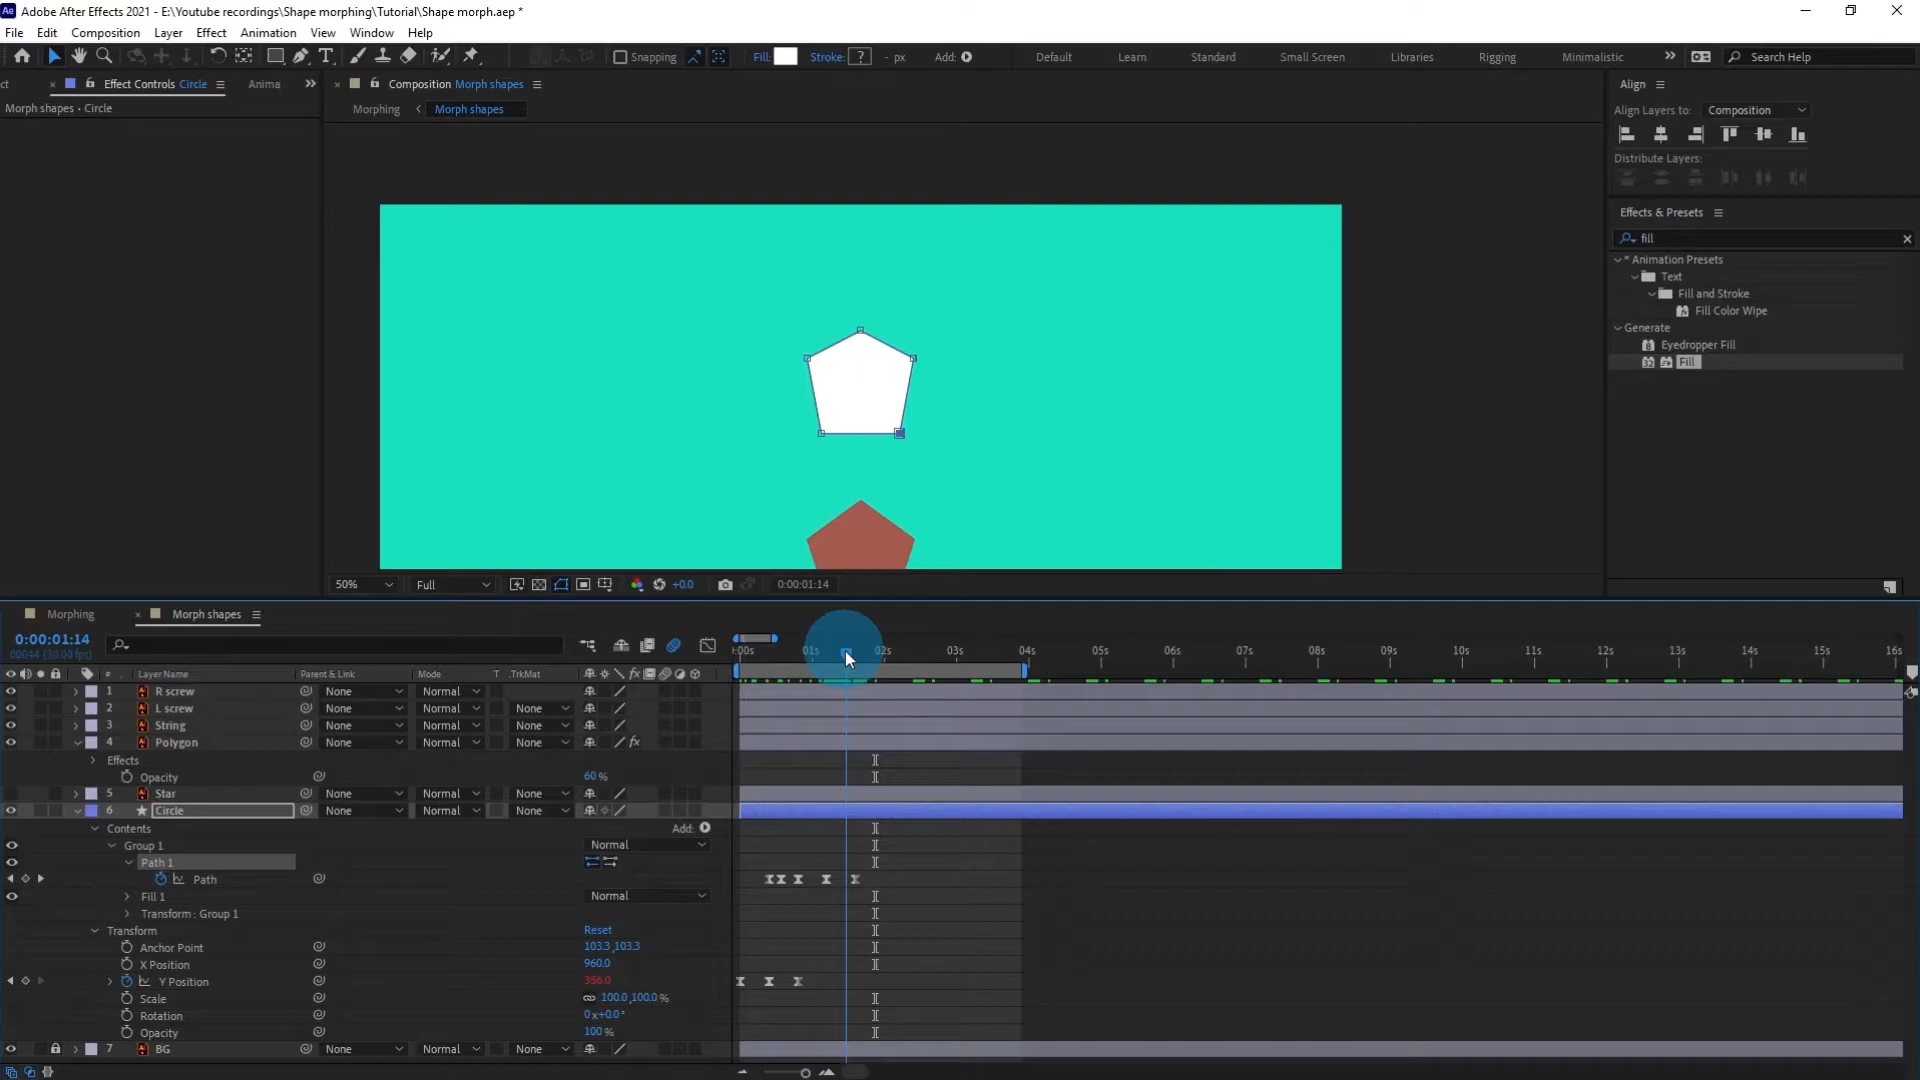 Adobe After Effects 2021 - E:\Youtube recordings\Shape morphing\Tutorial\Shape morph.aep *
File Edit Composition Layer Effect Animation View Window Help
Snapping Fill: Stroke: ? - px Add: Default Learn Standard Small Screen Libraries Rigging Minimalistic Search Help
ct Effect Controls Circle Anima
Morph shapes • Circle
Composition Morph shapes
Morphing Morph shapes
Align
Align Layers to: Composition
Distribute Layers:
Effects & Presets
fill
* Animation Presets
Text
Fill and Stroke
Fill Color Wipe
Generate
Eyedropper Fill
Fill
50% Full +0.0 0:00:01:14
Morphing Morph shapes
0:00:01:14
00044 (30.00 fps)
:00s 01s 02s 03s 04s 05s 06s 07s 08s 09s 10s 11s 12s 13s 14s 15s 16s
# Layer Name Parent & Link Mode T .TrkMat
1 R screw None Normal
2 L screw None Normal None
3 String None Normal None
4 Polygon None Normal None
Effects
Opacity 60 %
5 Star None Normal None
6 Circle None Normal None
Contents Add:
Group 1 Normal
Path 1
Path
Fill 1 Normal
Transform : Group 1
Transform Reset
Anchor Point 103.3 ,103.3
X Position 960.0
Y Position 356.0
Scale 100.0 ,100.0 %
Rotation 0 x+0.0 °
Opacity 100 %
7 BG None Normal None